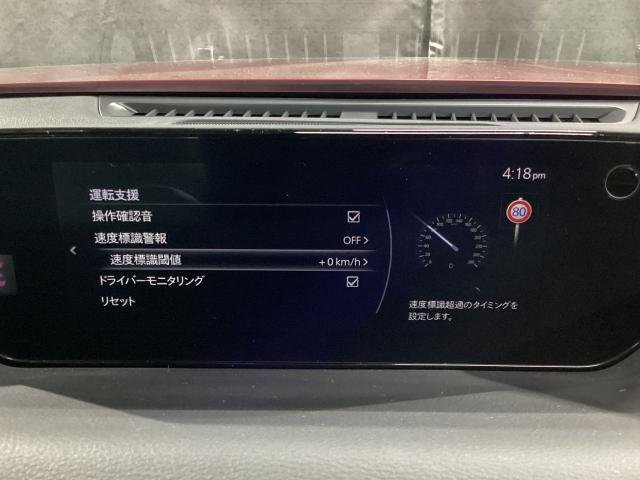 4:18pm
運転支援
操作確認音
速度標識警報 OFF>
速度標識閾値 +0 km/h>
ドライバーモニタリング
リセット
80
D
速度標識超過のタイミングを
設定します。